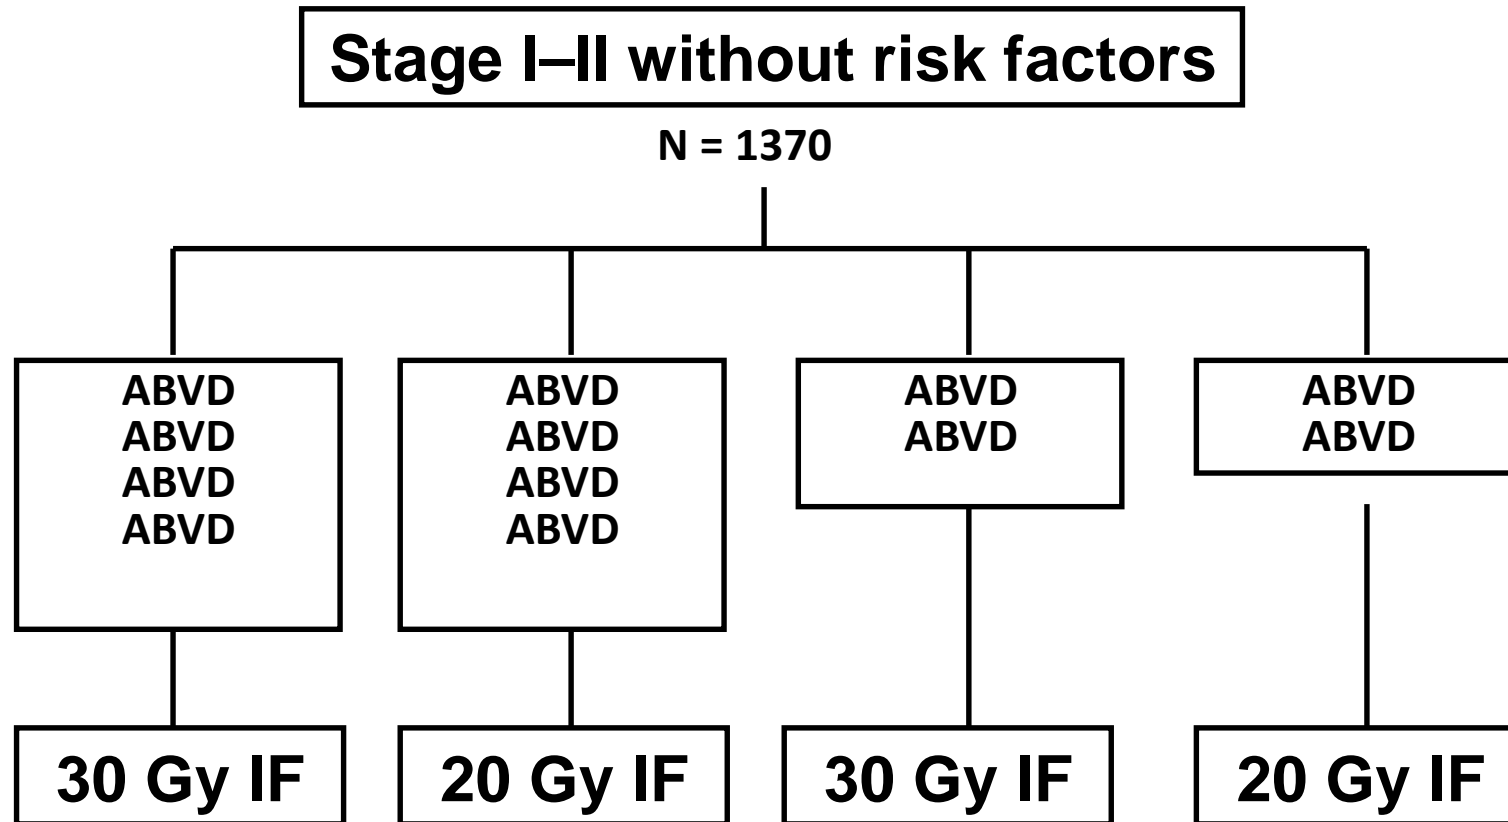 Stage I–II without risk factors
N = 1370
ABVD
ABVD
ABVD
ABVD
ABVD
ABVD
ABVD
ABVD
ABVD
ABVD
ABVD
ABVD
30 Gy IF
20 Gy IF
30 Gy IF
20 Gy IF